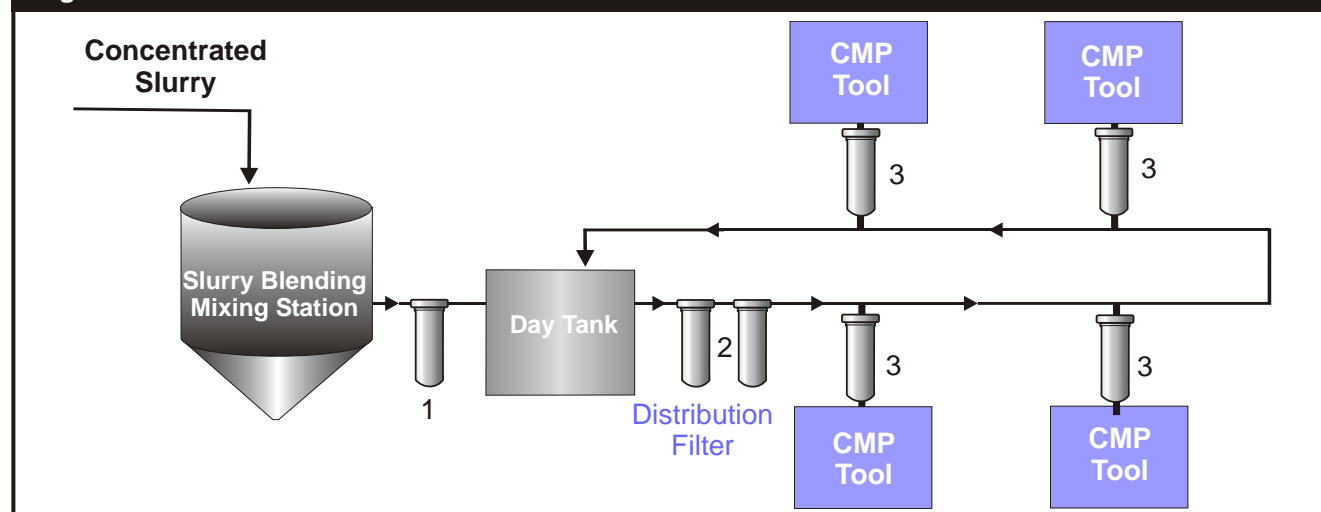 Concentrated
Slurry
CMP
Tool
CMP
Tool
3
3
Slurry Blending
Mixing Station
Day Tank
1
2
Distribution
Filter
3
3
CMP
Tool
CMP
Tool